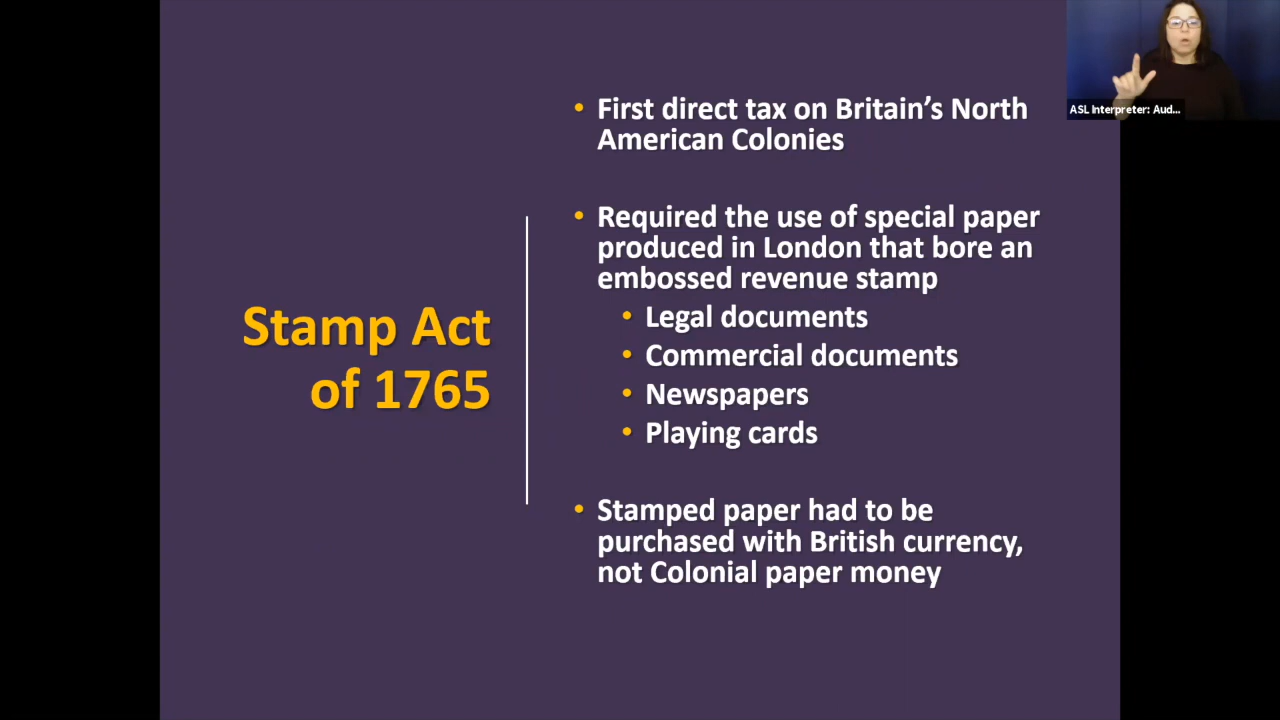 Stamp Act
of 1765
• First direct tax on Britain’s North
American Colonies
• Required the use of special paper
produced in London that bore an
embossed revenue stamp
• Legal documents
• Commercial documents
• Newspapers
• Playing cards
• Stamped paper had to be
purchased with British currency,
not Colonial paper money
ASL Interpreter: Aud...